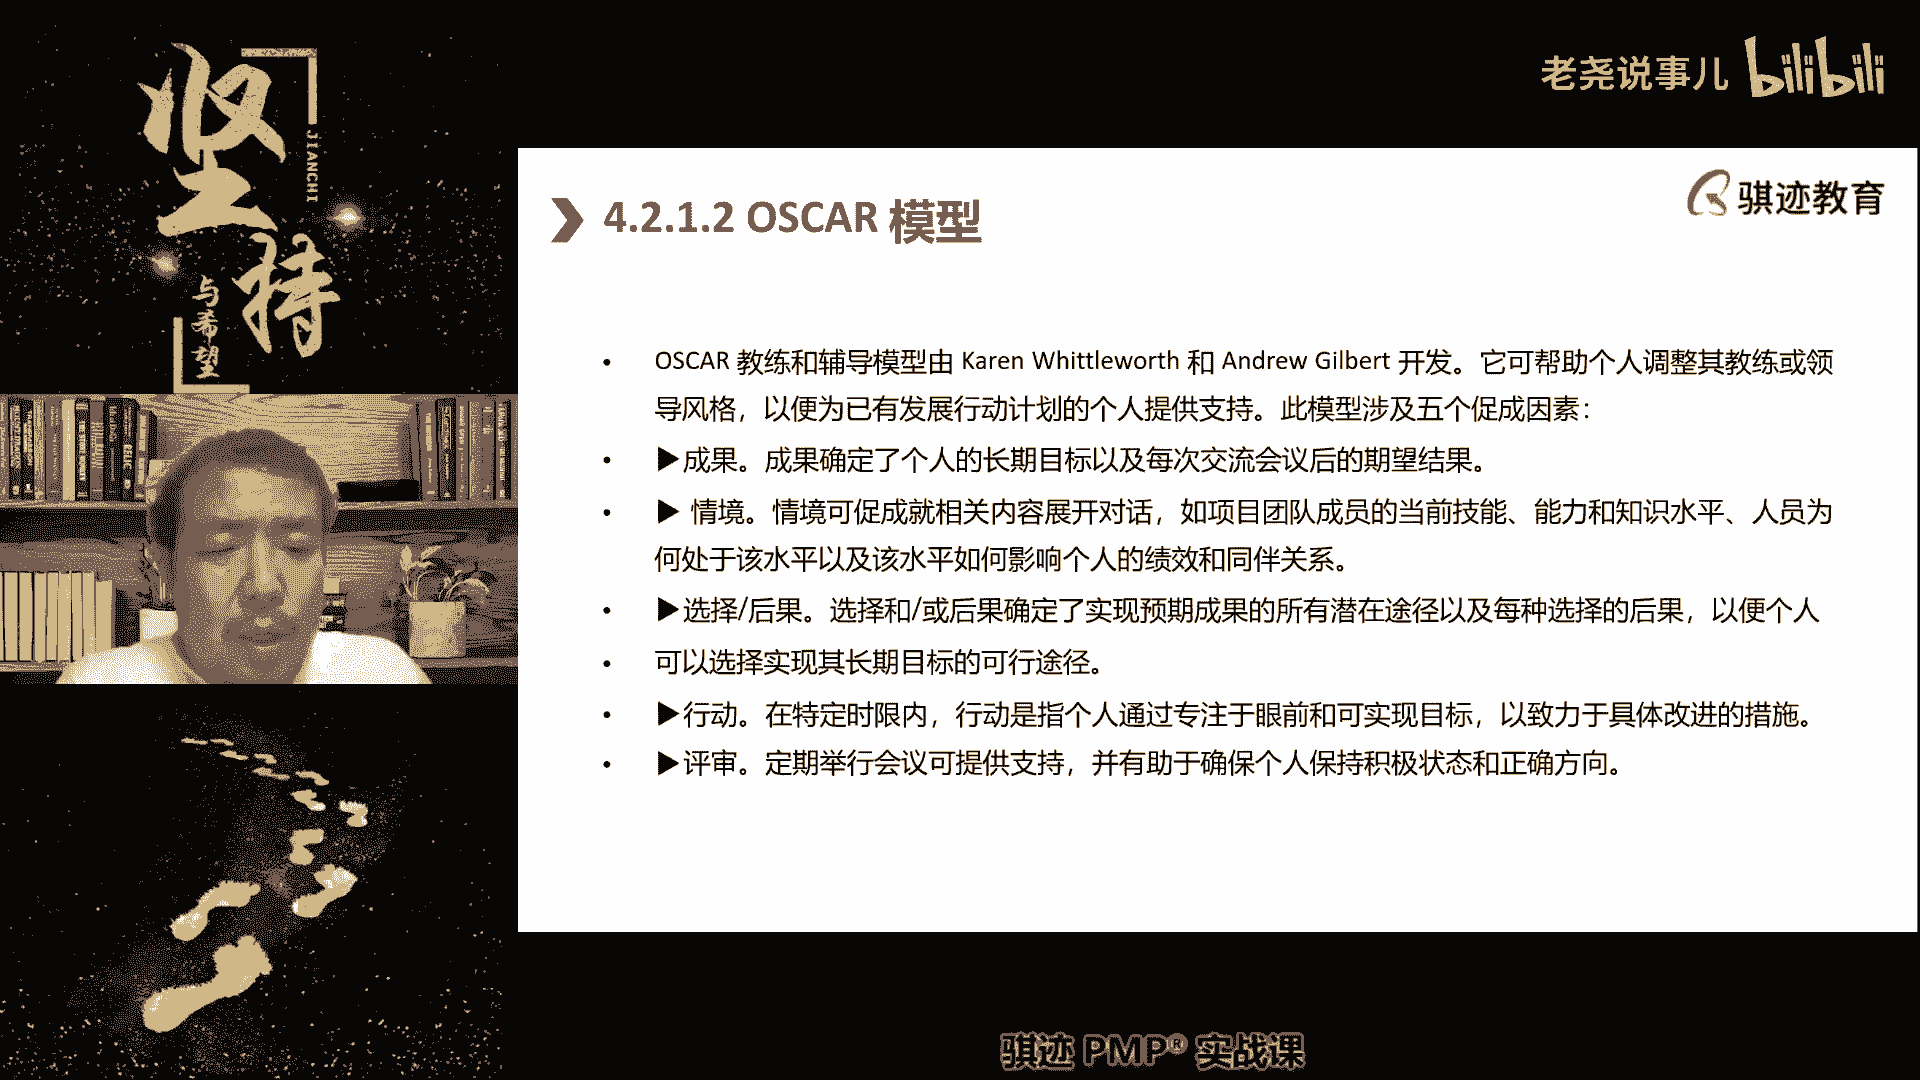 坚持
JIANCHI
与希望
老尧说事儿 bilibili
骐迹教育
4.2.1.2 OSCAR 模型
• OSCAR 教练和辅导模型由 Karen Whittleworth 和 Andrew Gilbert 开发。它可帮助个人调整其教练或领
导风格，以便为已有发展行动计划的个人提供支持。此模型涉及五个促成因素：
• ▶成果。成果确定了个人的长期目标以及每次交流会议后的期望结果。
• ▶ 情境。情境可促成就相关内容展开对话，如项目团队成员的当前技能、能力和知识水平、人员为
何处于该水平以及该水平如何影响个人的绩效和同伴关系。
• ▶选择/后果。选择和/或后果确定了实现预期成果的所有潜在途径以及每种选择的后果，以便个人
• 可以选择实现其长期目标的可行途径。
• ▶行动。在特定时限内，行动是指个人通过专注于眼前和可实现目标，以致力于具体改进的措施。
• ▶评审。定期举行会议可提供支持，并有助于确保个人保持积极状态和正确方向。
骐迹 PMP® 实战课